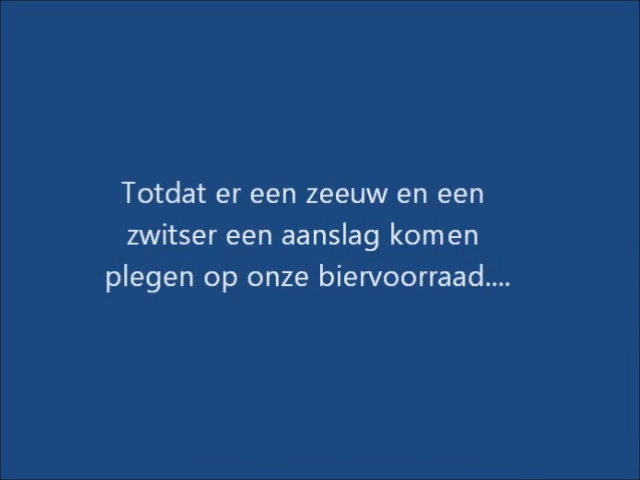 Totdat er een zeeuw en een
zwitser een aanslag komen
plegen op onze biervoorraad....